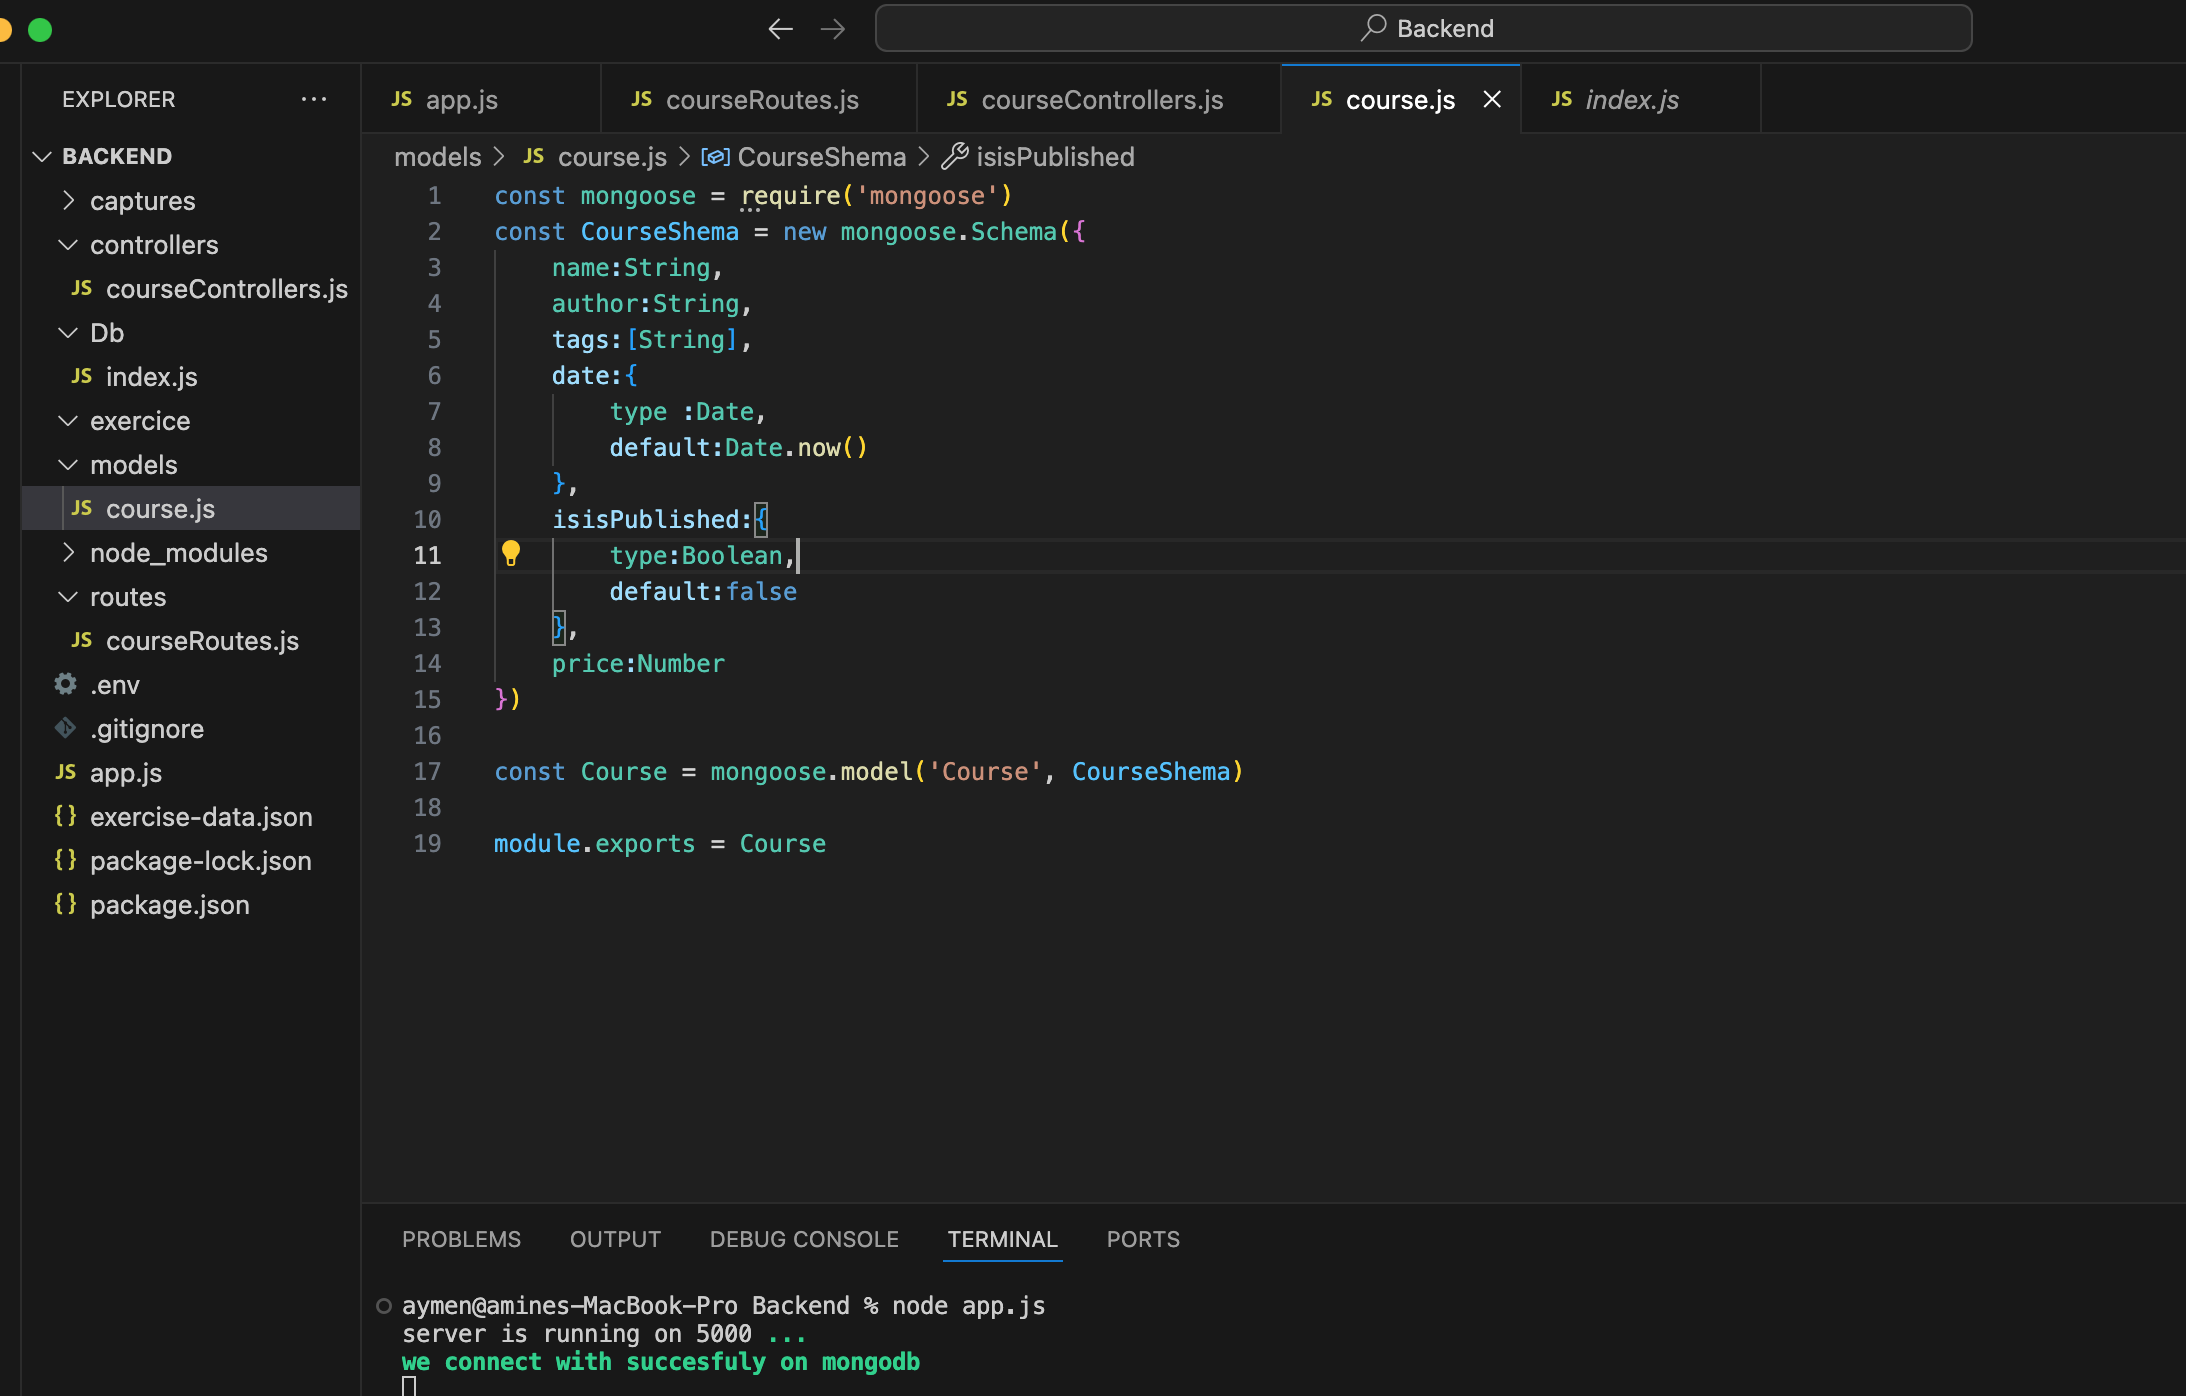 Backend
EXPLORER
···
BACKEND
captures
controllers
JS courseControllers.js
Db
JS index.js
exercice
models
JS course.js
node_modules
routes
JS courseRoutes.js
.env
.gitignore
JS app.js
{} exercise-data.json
{} package-lock.json
{} package.json
JS app.js
JS courseRoutes.js
JS courseControllers.js
JS course.js
JS index.js
models > JS course.js > CourseShema > isisPublished
1 const mongoose = require('mongoose')
2 const CourseShema = new mongoose.Schema({
3 name:String,
4 author:String,
5 tags:[String],
6 date:{
7 type :Date,
8 default:Date.now()
9 },
10 isisPublished:{
11 type:Boolean,
12 default:false
13 },
14 price:Number
15 })
16
17 const Course = mongoose.model('Course', CourseShema)
18
19 module.exports = Course
PROBLEMS OUTPUT DEBUG CONSOLE TERMINAL PORTS
aymen@amines-MacBook-Pro Backend % node app.js
server is running on 5000 ...
we connect with succesfuly on mongodb